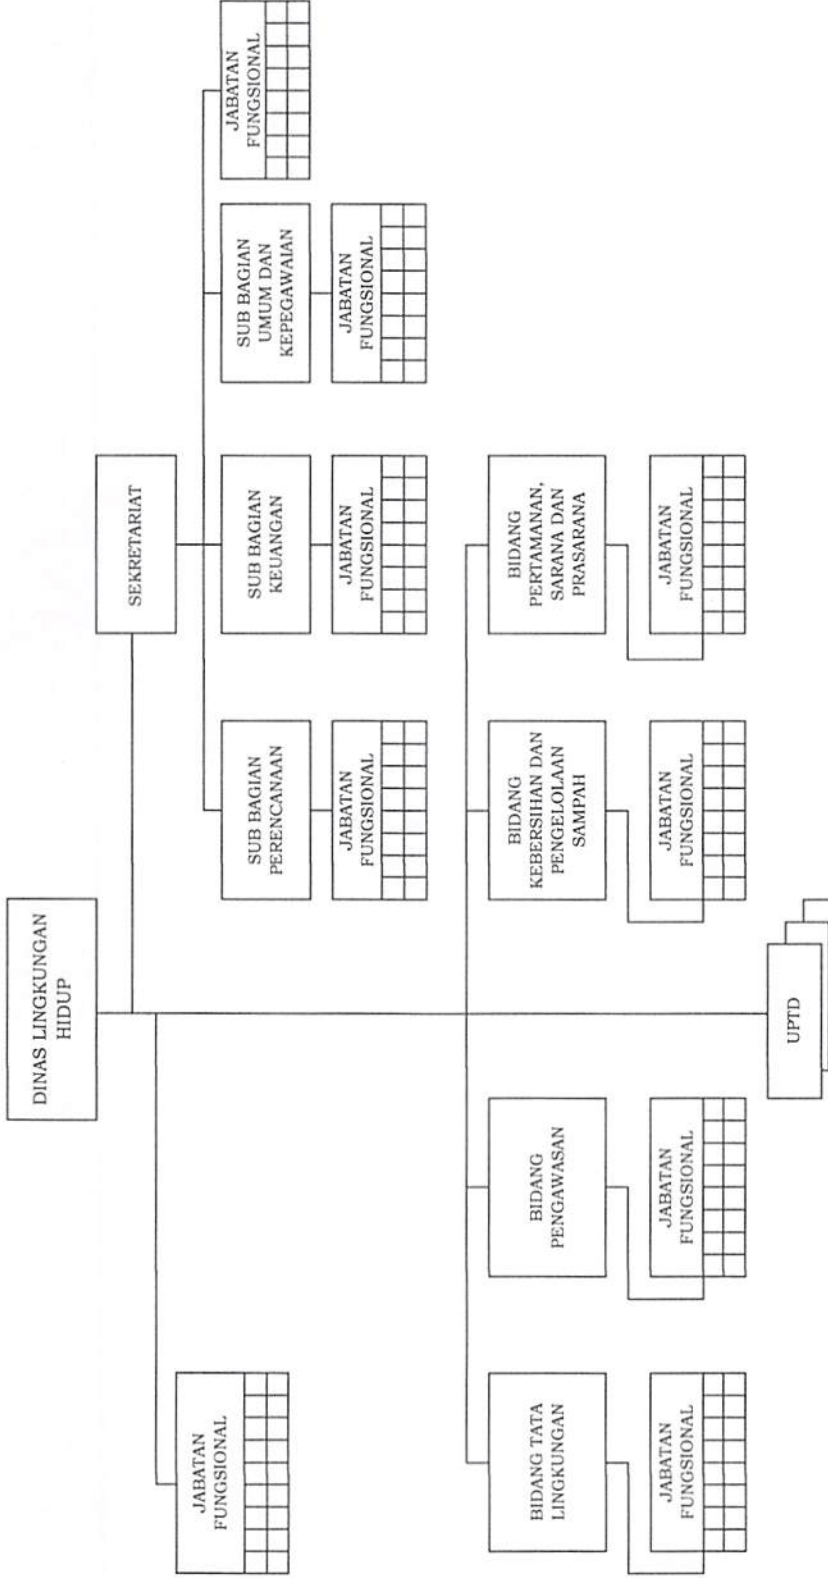 DINAS LINGKUNGAN
HIDUP
SEKRETARIAT
JABATAN
FUNGSIONAL
SUB BAGIAN
PERENCANAAN
SUB BAGIAN
KEUANGAN
SUB BAGIAN
UMUM DAN
KEPEGAWAIAN
JABATAN
FUNGSIONAL
JABATAN
FUNGSIONAL
JABATAN
FUNGSIONAL
JABATAN
FUNGSIONAL
BIDANG TATA
LINGKUNGAN
BIDANG
PENGAWASAN
BIDANG
KEBERSIHAN DAN
PENGELOLAAN
SAMPAH
BIDANG
PERTAMANAN,
SARANA DAN
PRASARANA
JABATAN
FUNGSIONAL
JABATAN
FUNGSIONAL
JABATAN
FUNGSIONAL
JABATAN
FUNGSIONAL
UPTD